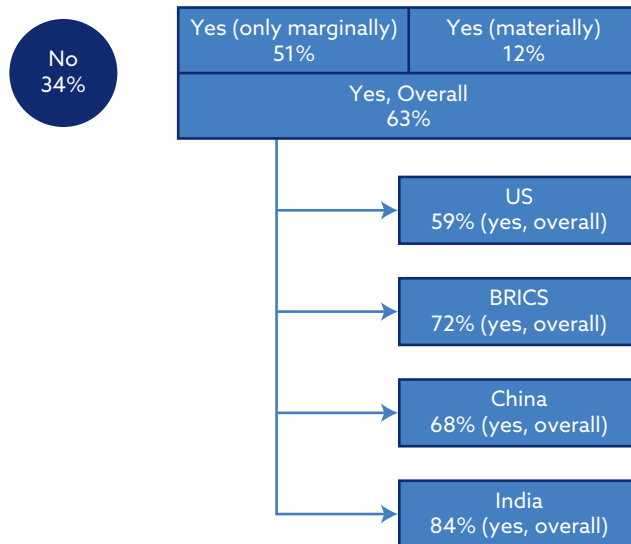 No
34%
Yes (only marginally)
51%
Yes (materially)
12%
Yes, Overall
63%
US
59% (yes, overall)
BRICS
72% (yes, overall)
China
68% (yes, overall)
India
84% (yes, overall)